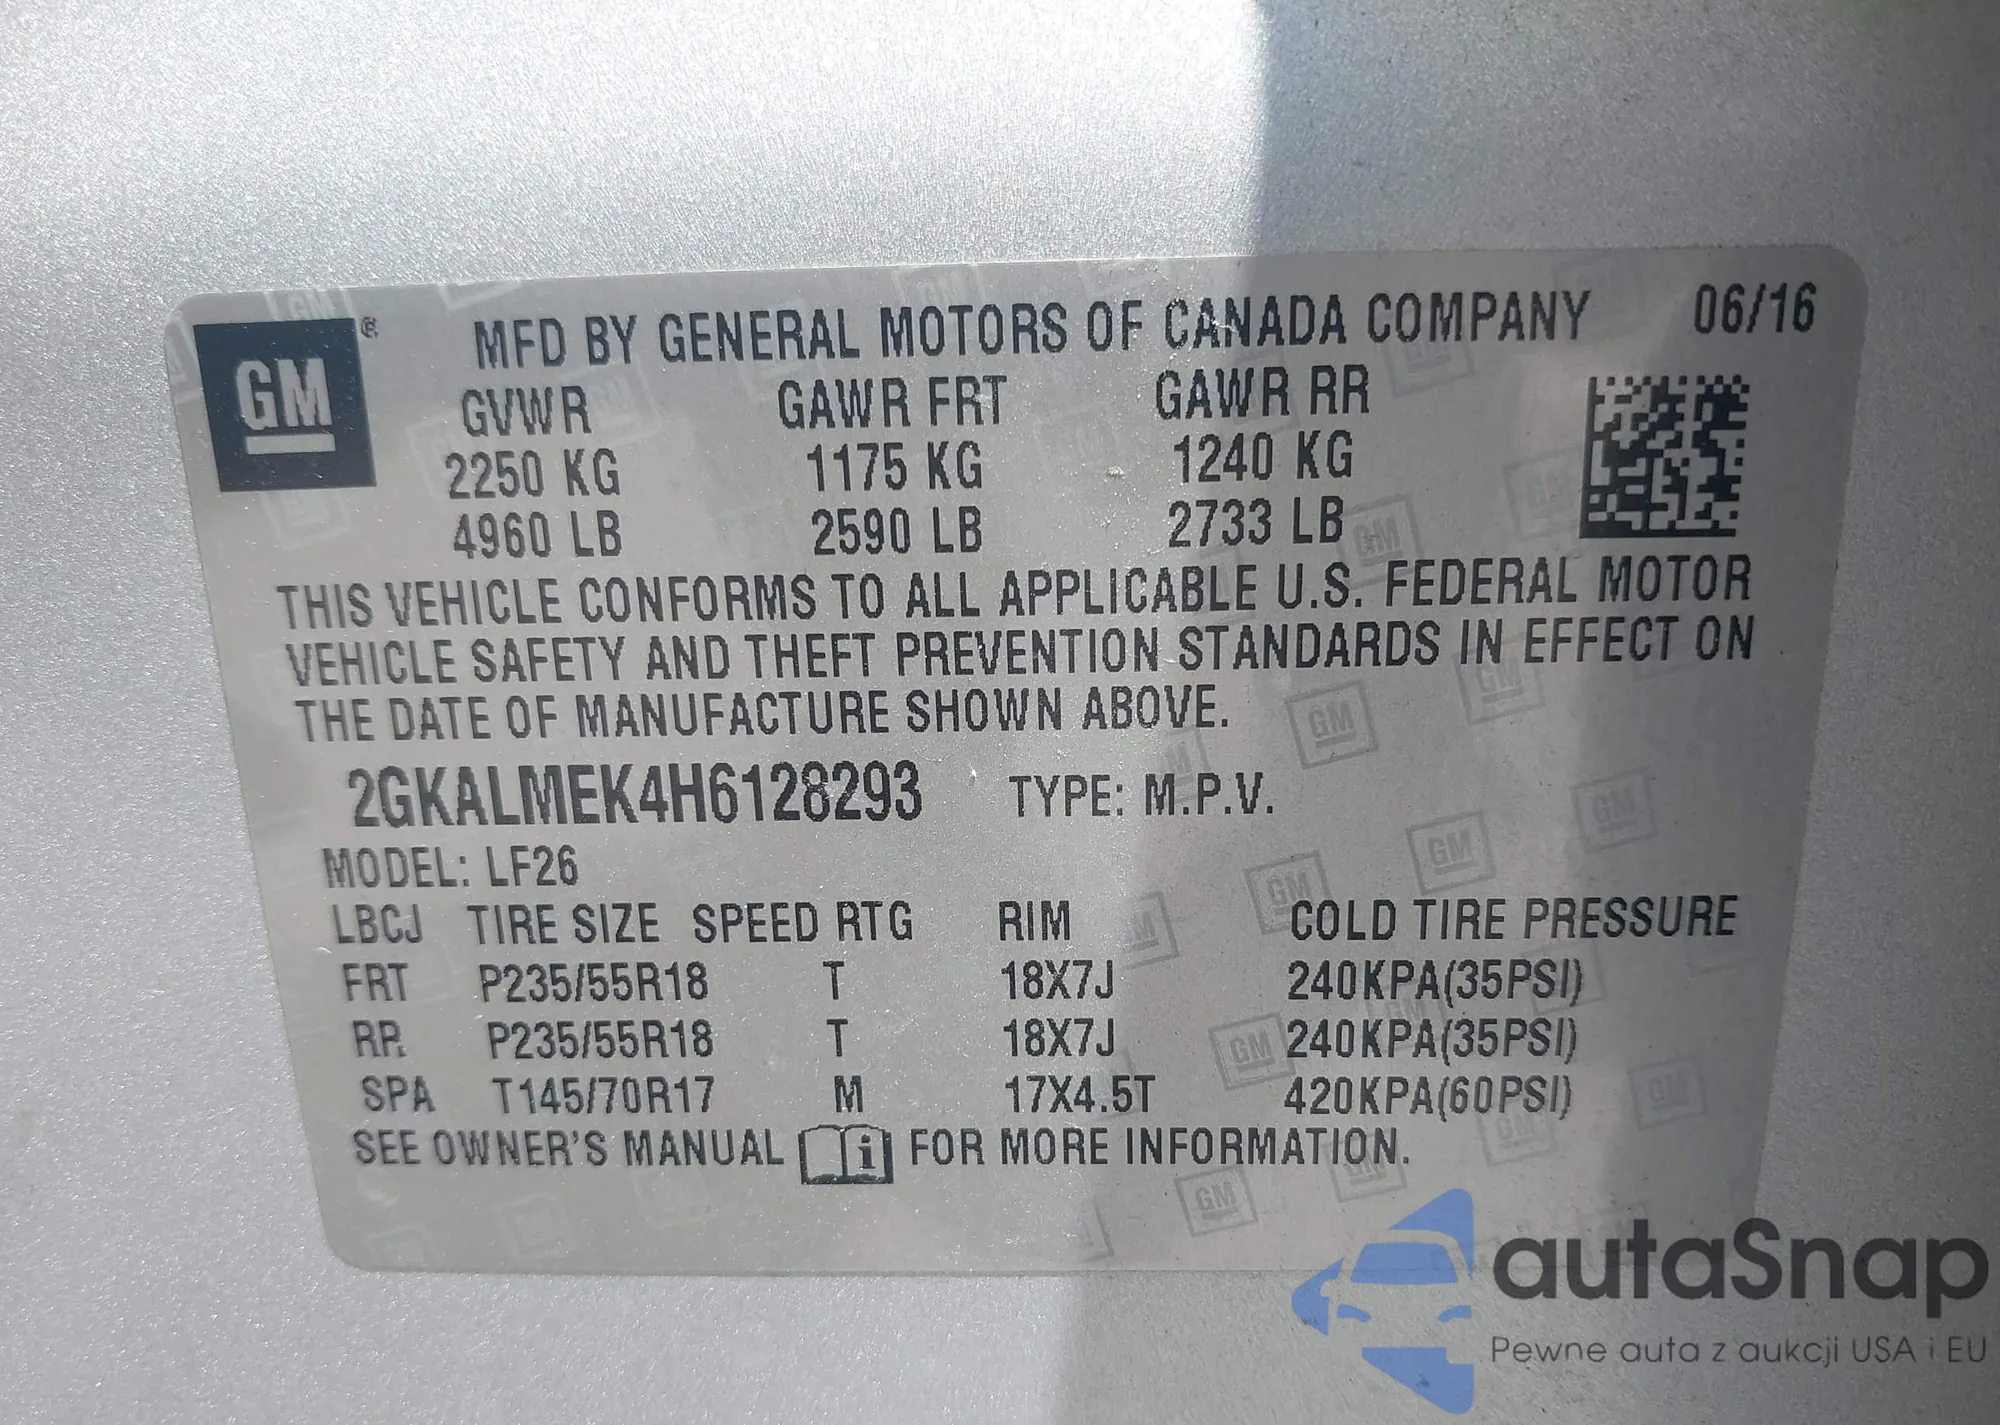 GM ® MFD BY GENERAL MOTORS OF CANADA COMPANY 06/16
GVWR GAWR FRT GAWR RR
2250 KG 1175 KG 1240 KG
4960 LB 2590 LB 2733 LB
THIS VEHICLE CONFORMS TO ALL APPLICABLE U.S. FEDERAL MOTOR
VEHICLE SAFETY AND THEFT PREVENTION STANDARDS IN EFFECT ON
THE DATE OF MANUFACTURE SHOWN ABOVE.
2GKALMEK4H6128293 TYPE: M.P.V.
MODEL: LF26
LBCJ TIRE SIZE SPEED RTG RIM COLD TIRE PRESSURE
FRT P235/55R18 T 18X7J 240KPA(35PSI)
RR P235/55R18 T 18X7J 240KPA(35PSI)
SPA T145/70R17 M 17X4.5T 420KPA(60PSI)
SEE OWNER'S MANUAL i FOR MORE INFORMATION.
autaSnap
Pewne auta z aukcji USA i EU